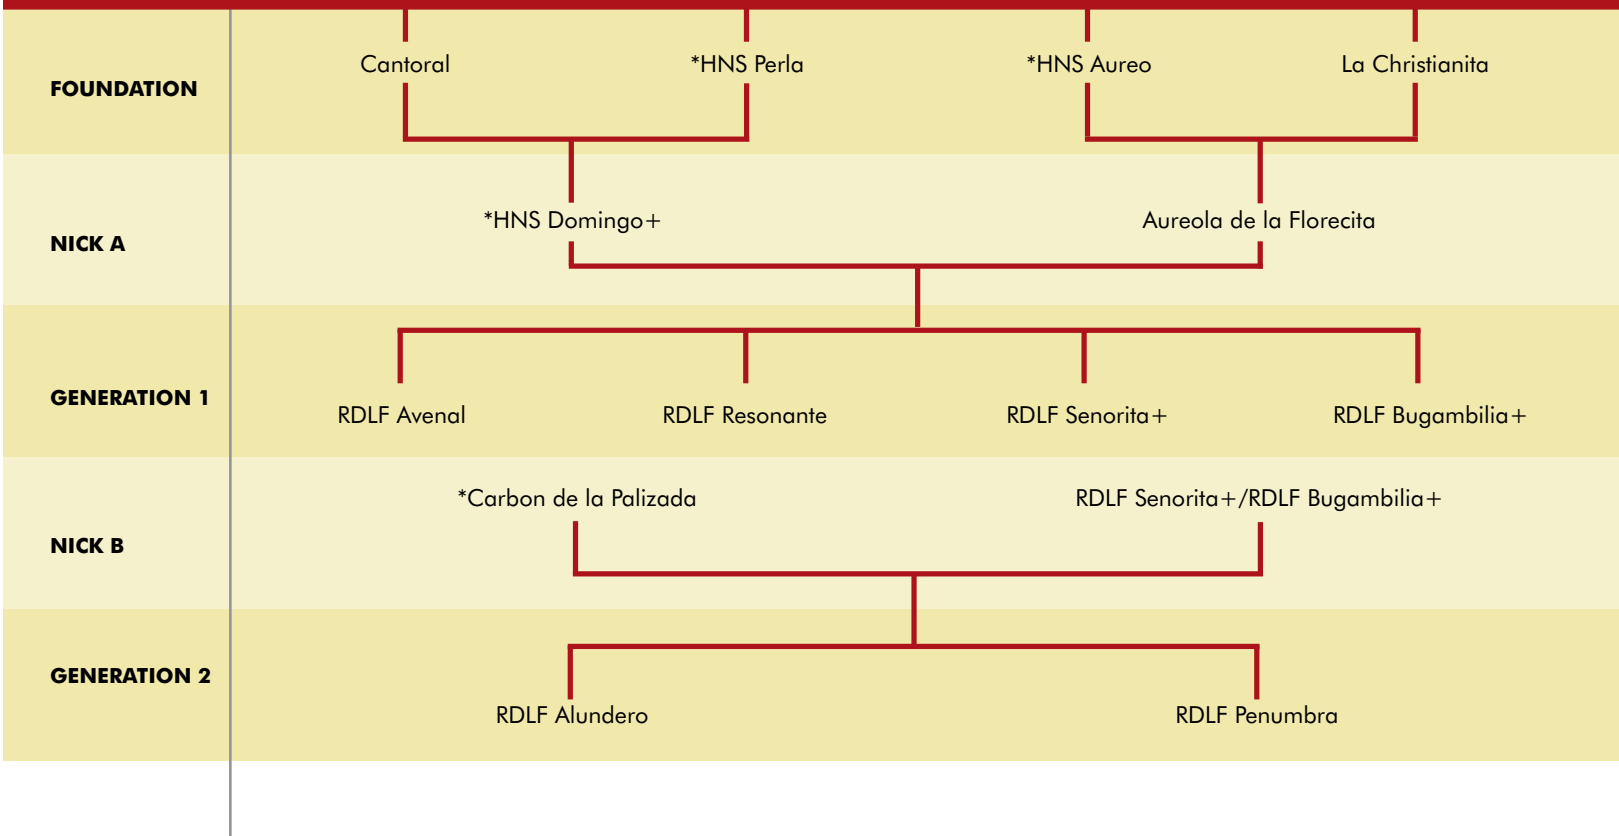 Cantoral
*HNS Perla
*HNS Aureo
La Christianita
FOUNDATION
*HNS Domingo+
Aureola de la Florecita
NICK A
GENERATION 1
RDLF Avenal
RDLF Resonante
RDLF Senorita+
RDLF Bugambilia+
*Carbon de la Palizada
RDLF Senorita+/RDLF Bugambilia+
NICK B
GENERATION 2
RDLF Alundero
RDLF Penumbra